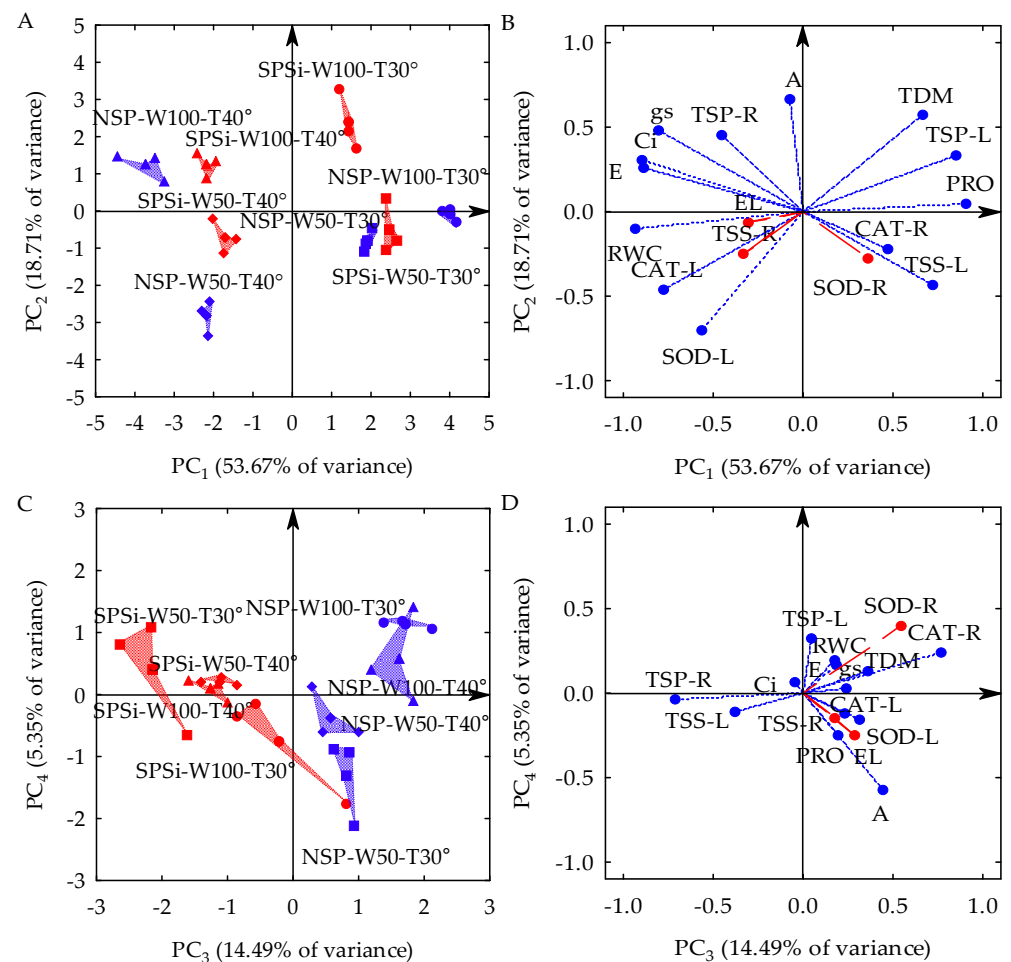 A
5
4
3
2
1
0
-1
-2
-3
-4
-5
PC2 (18.71% of variance)
SPSi-W100-T30°
NSP-W100-T40°
SPSi-W100-T40°
NSP-W100-T30°
SPSi-W50-T40°
NSP-W50-T30°
SPSi-W50-T30°
NSP-W50-T40°
-5 -4 -3 -2 -1 0 1 2 3 4 5
PC1 (53.67% of variance)
B
1.0
0.5
0.0
-0.5
-1.0
PC2 (18.71% of variance)
A
TDM
gs
TSP-R
TSP-L
Ci
E
PRO
EL
TSS-R
CAT-R
RWC
CAT-L
TSS-L
SOD-R
SOD-L
-1.0 -0.5 0.0 0.5 1.0
PC1 (53.67% of variance)
C
3
2
1
0
-1
-2
-3
PC4 (5.35% of variance)
SPSi-W50-T30°
NSP-W100-T30°
SPSi-W50-T40°
NSP-W100-T40°
SPSi-W100-T40°
NSP-W50-T40°
SPSi-W100-T30°
NSP-W50-T30°
-3 -2 -1 0 1 2 3
PC3 (14.49% of variance)
D
1.0
0.5
0.0
-0.5
-1.0
PC4 (5.35% of variance)
SOD-R
TSP-L
CAT-R
RWC
E
gs
TDM
TSP-R
Ci
CAT-L
TSS-L
TSS-R
SOD-L
PRO
EL
A
-1.0 -0.5 0.0 0.5 1.0
PC3 (14.49% of variance)